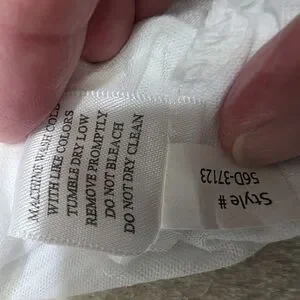 MACHINE WASH COLD
WITH LIKE COLORS
TUMBLE DRY LOW
REMOVE PROMPTLY
DO NOT BLEACH
DO NOT DRY CLEAN
Style#
56D-37123